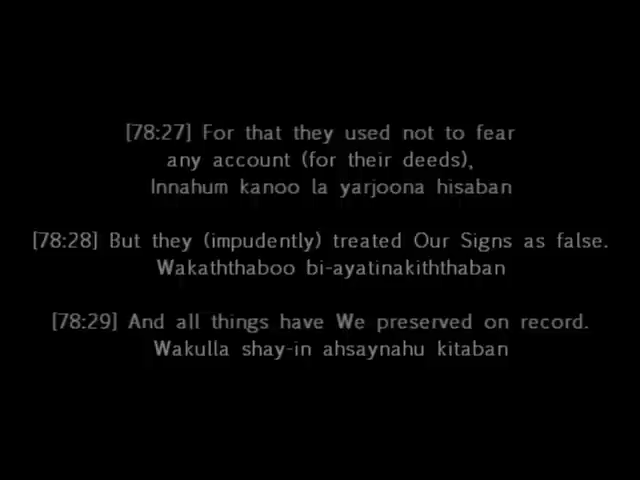 [78:27] For that they used not to fear
any account (for their deeds),
Innahum kanoo la yarjoona hisaban
[78:28] But they (impudently) treated Our Signs as false.
Wakaththaboo bi-ayatinakiththaban
[78:29] And all things have We preserved on record.
Wakulla shay-in ahsaynahu kitaban